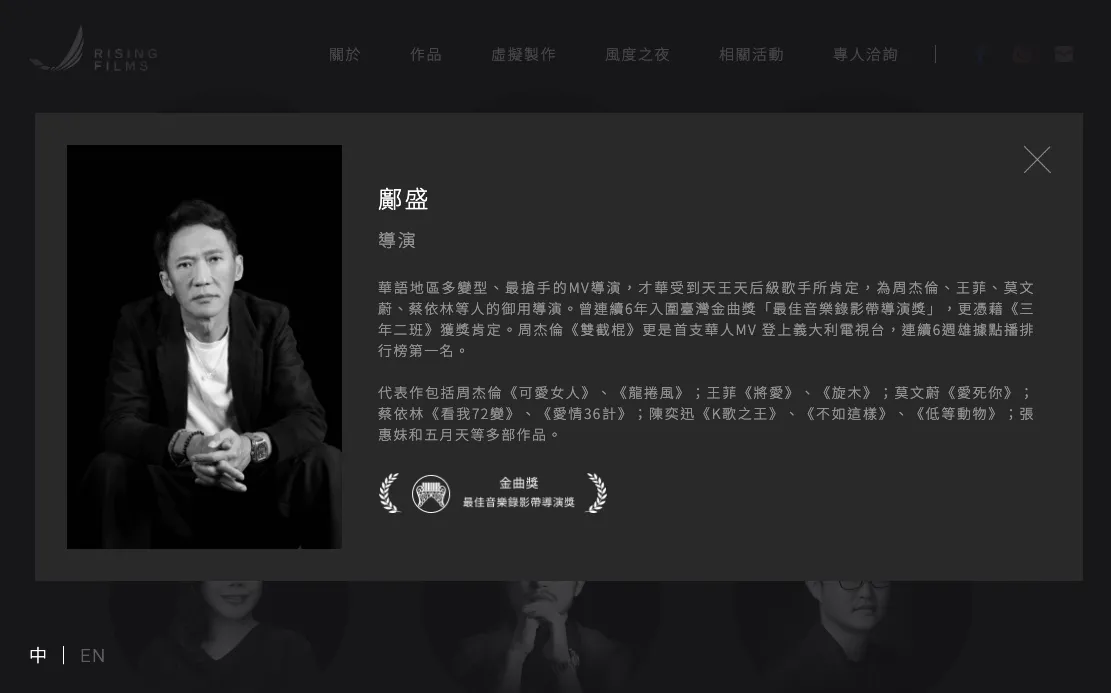 RISING
FILMS
關於 作品 虛擬製作 風度之夜 相關活動 專人洽詢
鄺盛
導演
華語地區多變型、最搶手的MV導演，才華受到天王天后級歌手所肯定，為周杰倫、王菲、莫文
蔚、蔡依林等人的御用導演。曾連續6年入圍臺灣金曲獎「最佳音樂錄影帶導演獎」，更憑藉《三
年二班》獲獎肯定。周杰倫《雙截棍》更是首支華人MV 登上義大利電視台，連續6週雄據點播排
行榜第一名。
代表作包括周杰倫《可愛女人》、《龍捲風》；王菲《將愛》、《旋木》；莫文蔚《愛死你》；
蔡依林《看我72變》、《愛情36計》；陳奕迅《K歌之王》、《不如這樣》、《低等動物》；張
惠妹和五月天等多部作品。
金曲獎
最佳音樂錄影帶導演獎
中 | EN